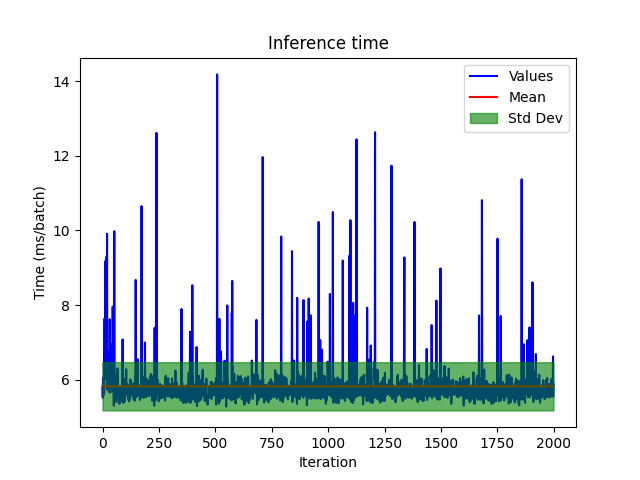 Inference time
Values
Mean
Std Dev
Time (ms/batch)
14
12
10
8
6
0 250 500 750 1000 1250 1500 1750 2000
Iteration